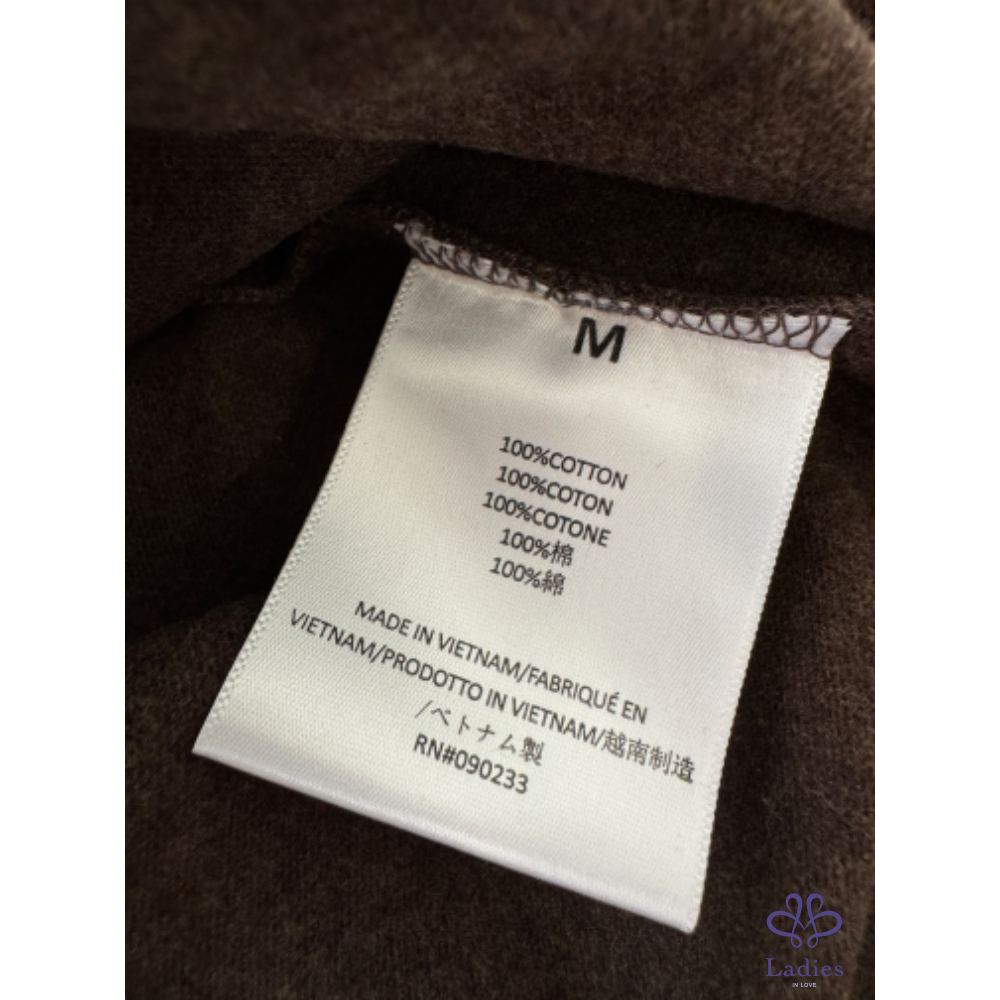 M
100%COTTON
100%COTON
100%COTONE
100%棉
100%綿
MADE IN VIETNAM/FABRIQUÉ EN
VIETNAM/PRODOTTO IN VIETNAM/越南制造
/ベトナム製
RN#090233
Ladies
IN LOVE